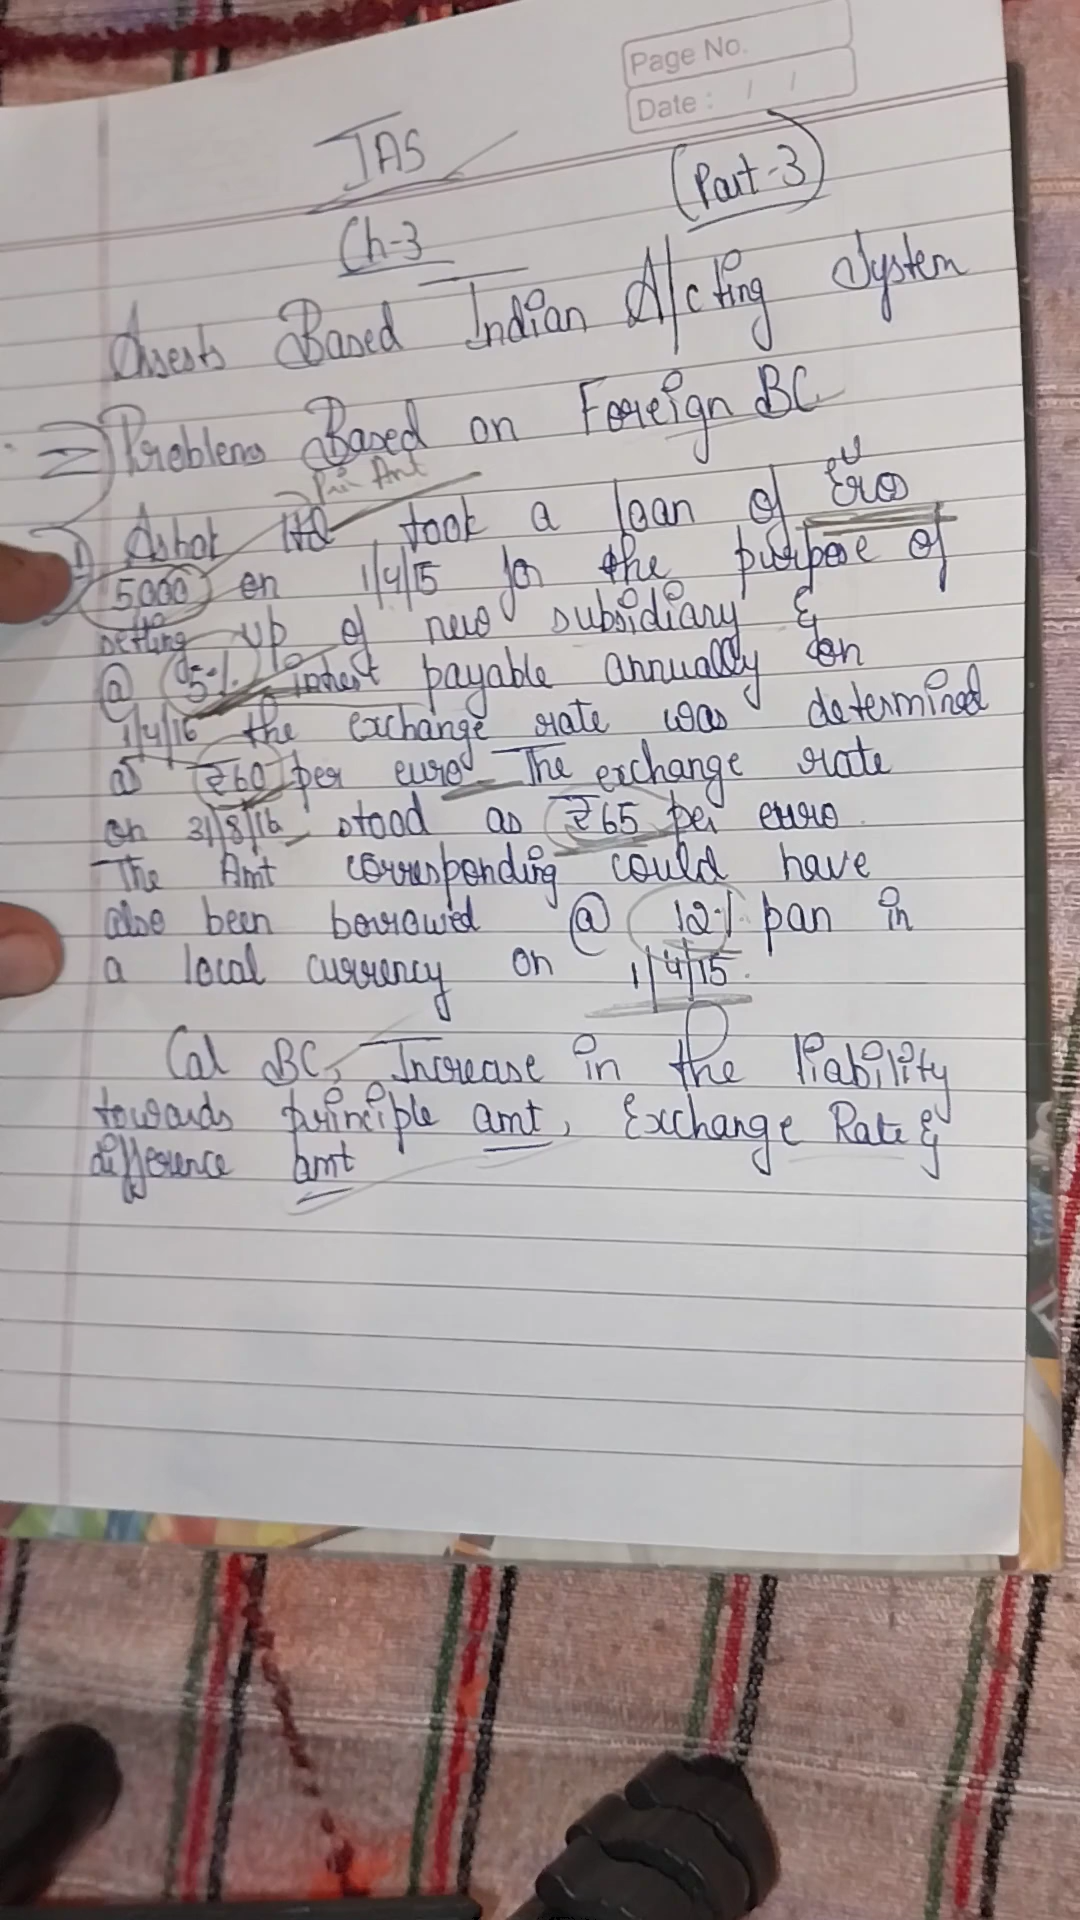 Page No.
Date : / /
IAS
(Part-3)
Ch-3
Assests Based Indian A/cting System
⇒ Problems Based on Foreign BC
Pri Amt
1) Ashok ltd took a loan of Euro
5000 on 1/4/15 for the purpose of
setting up of new subsidiary &
@ 5% interest payable annually on
1/4/16 the exchange rate was determined
as ₹60 per euro The exchange rate
on 31/3/16 stood as ₹65 per euro
The Amt corresponding could have
also been borrowed @ 12% pan in
a local currency on 1/4/15.
Cal BC, Increase in the liability
towards principle amt, Exchange Rate &
difference amt